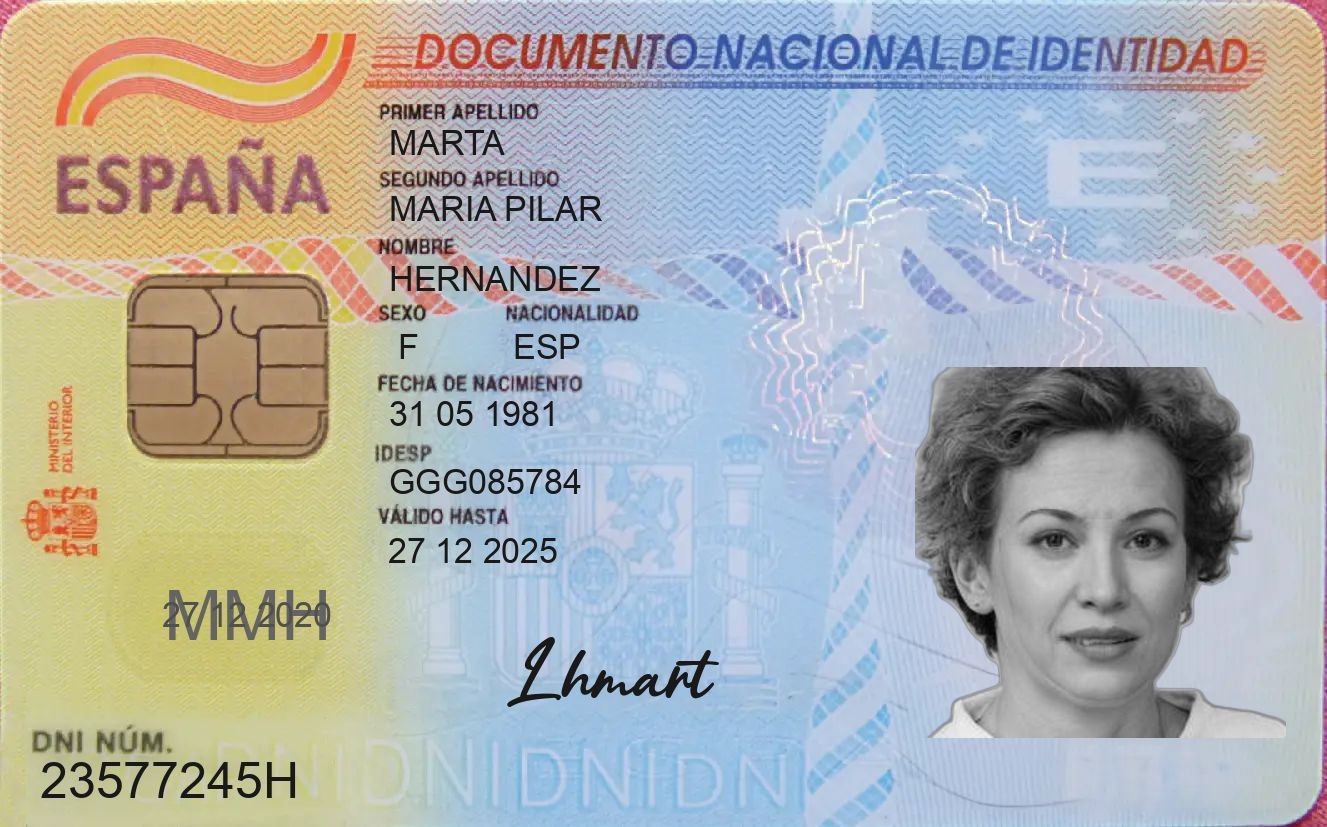 DOCUMENTO NACIONAL DE IDENTIDAD
ESPAÑA
PRIMER APELLIDO
MARTA
SEGUNDO APELLIDO
MARIA PILAR
NOMBRE
HERNANDEZ
SEXO NACIONALIDAD
F ESP
FECHA DE NACIMIENTO
31 05 1981
IDESP
GGG085784
VÁLIDO HASTA
27 12 2025
MINISTERIO
DEL INTERIOR
E
MMH
27 12 2020
Lhmart
DNI NÚM.
23577245H
DNIDNIDNIDNI